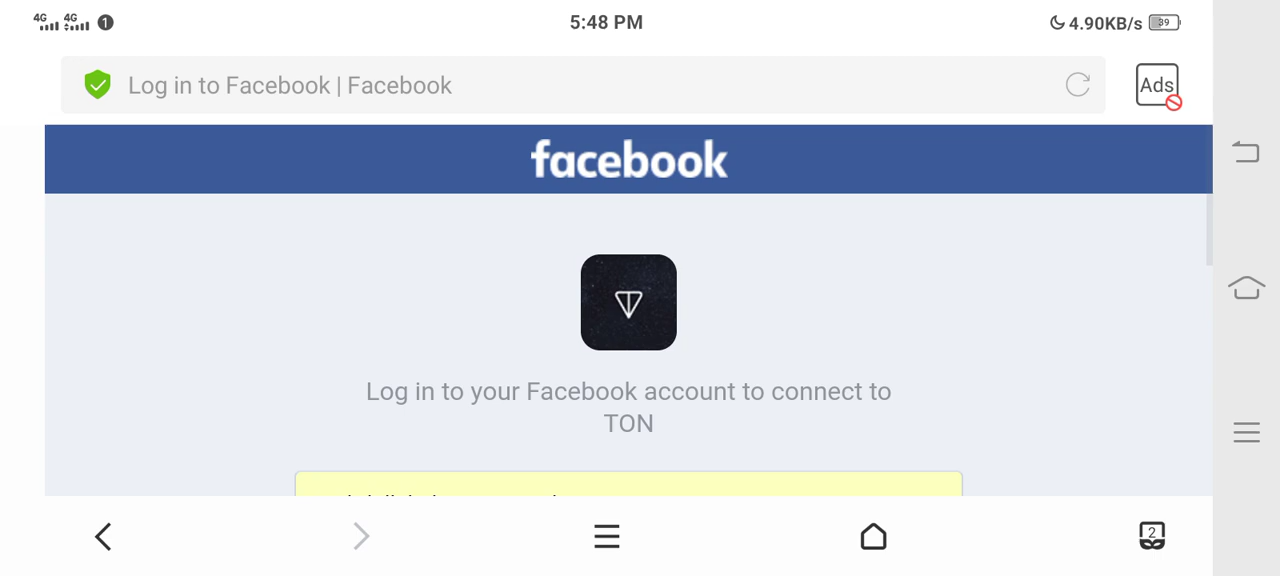 4G 4G 1 5:48 PM 4.90KB/s 39
Log in to Facebook | Facebook Ads
facebook
Log in to your Facebook account to connect to
TON
2